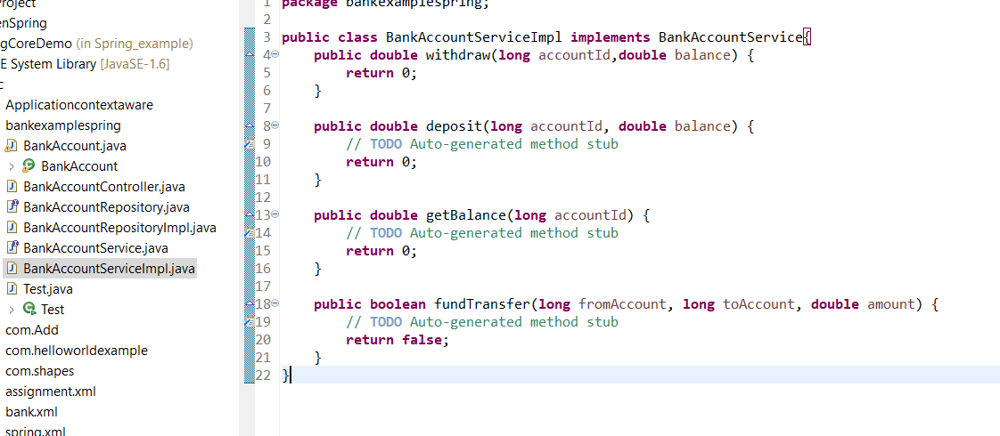 Project
enSpring
gCoreDemo (in Spring_example)
E System Library [JavaSE-1.6]
c
Applicationcontextaware
bankexamplespring
BankAccount.java
BankAccount
BankAccountController.java
BankAccountRepository.java
BankAccountRepositoryImpl.java
BankAccountService.java
BankAccountServiceImpl.java
Test.java
Test
com.Add
com.helloworldexample
com.shapes
assignment.xml
bank.xml
spring.xml
1 package bankexamplespring;
2
3 public class BankAccountServiceImpl implements BankAccountService{
4 public double withdraw(long accountId,double balance) {
5 return 0;
6 }
7
8 public double deposit(long accountId, double balance) {
9 // TODO Auto-generated method stub
10 return 0;
11 }
12
13 public double getBalance(long accountId) {
14 // TODO Auto-generated method stub
15 return 0;
16 }
17
18 public boolean fundTransfer(long fromAccount, long toAccount, double amount) {
19 // TODO Auto-generated method stub
20 return false;
21 }
22 }